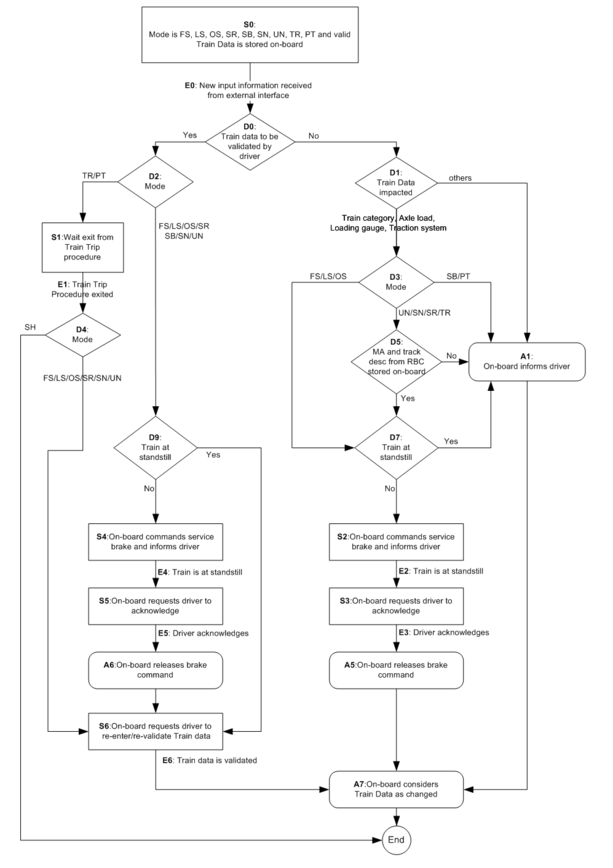 S0:
Mode is FS, LS, OS, SR, SB, SN, UN, TR, PT and valid
Train Data is stored on-board
E0: New input information received
from external interface
D0:
Train data to be
validated by
driver
Yes
No
D2:
Mode
TR/PT
FS/LS/OS/SR
SB/SN/UN
D1:
Train Data
impacted
others
Train category, Axle load,
Loading gauge, Traction system
S1:Wait exit from
Train Trip
procedure
E1: Train Trip
Procedure exited
D4:
Mode
SH
FS/LS/OS/SR/SN/UN
D3:
Mode
FS/LS/OS
SB/PT
UN/SN/SR/TR
D5:
MA and track
desc from RBC
stored on-board
No
Yes
A1:
On-board informs driver
D9:
Train at
standstill
Yes
No
D7:
Train at
standstill
Yes
No
S4:On-board commands service
brake and informs driver
E4: Train is at standstill
S5:On-board requests driver to
acknowledge
E5: Driver acknowledges
A6:On-board releases brake
command
S6:On-board requests driver to
re-enter/re-validate Train data
E6: Train data is validated
S2:On-board commands service
brake and informs driver
E2: Train is at standstill
S3:On-board requests driver to
acknowledge
E3: Driver acknowledges
A5:On-board releases brake
command
A7:On-board considers
Train Data as changed
End